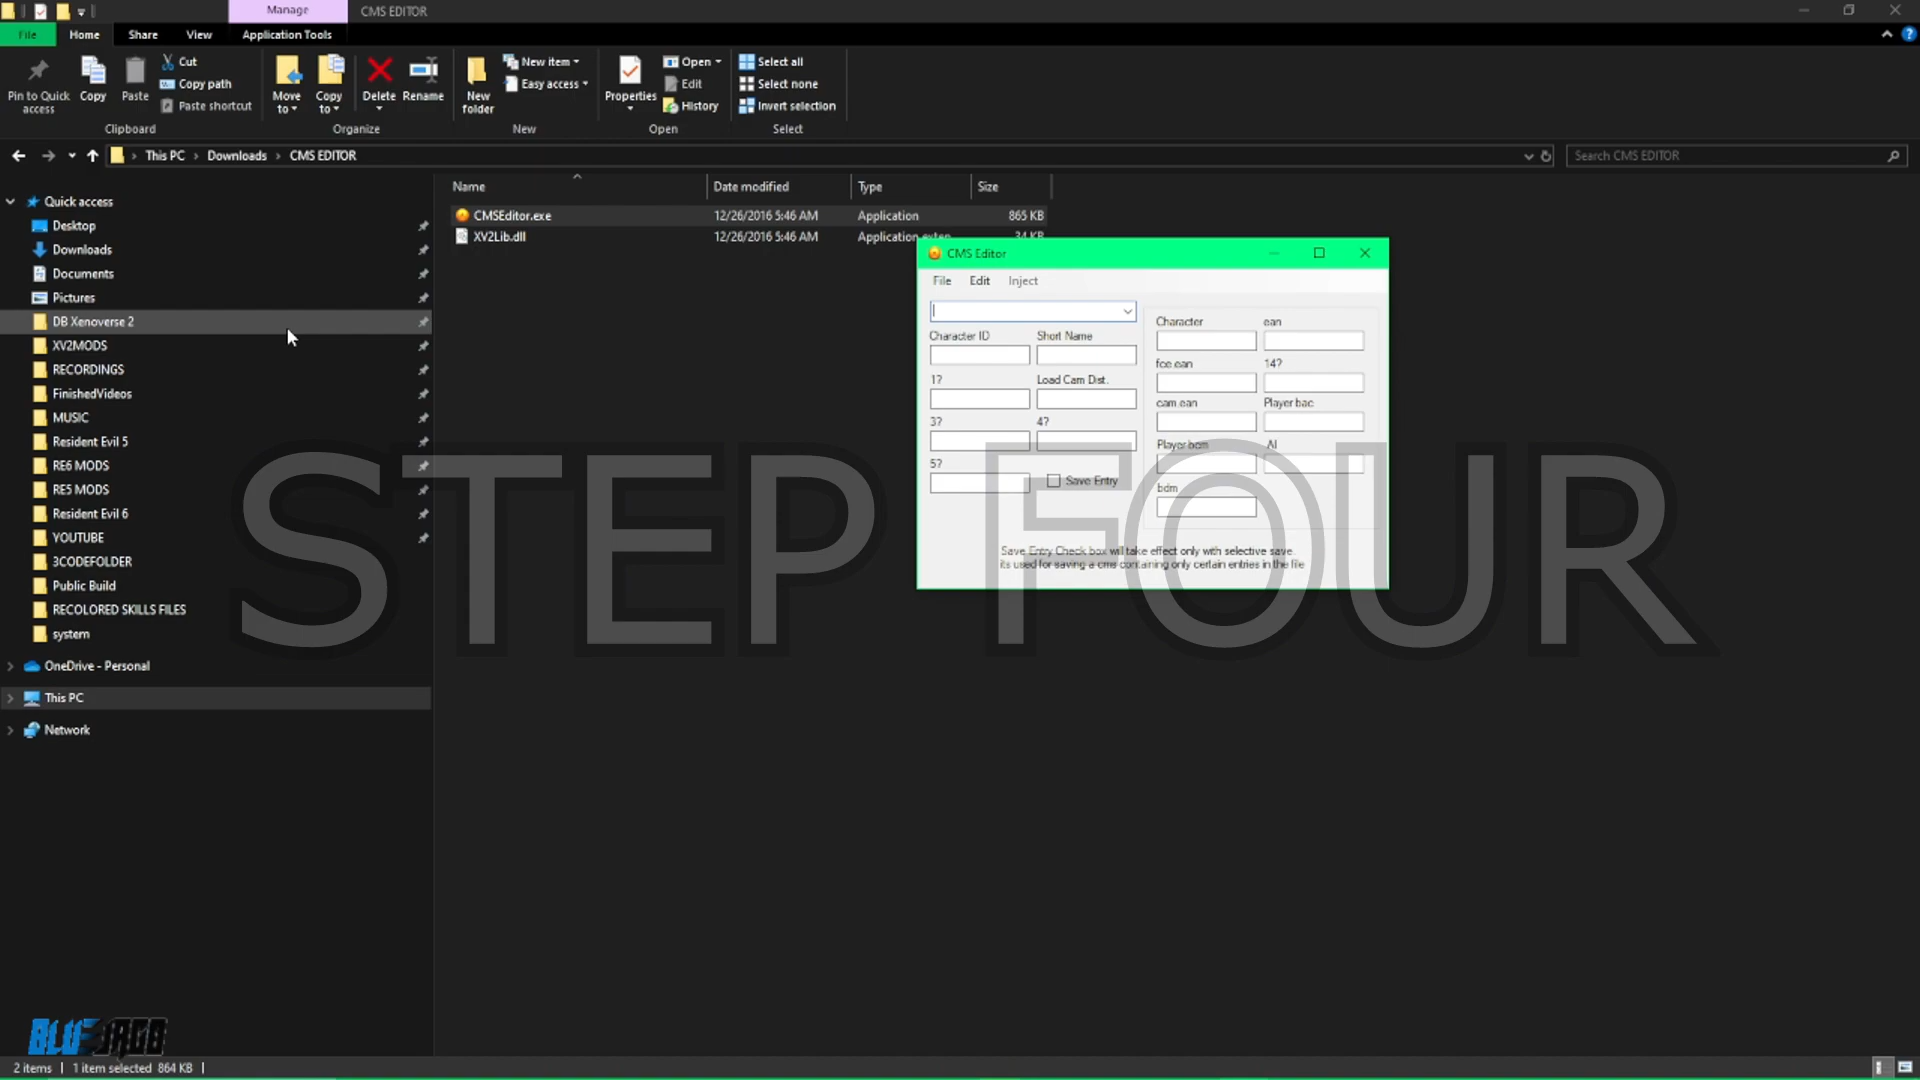 Manage
CMS EDITOR
File
Home
Share
View
Application Tools
Pin to Quick access
Copy
Paste
Cut
Copy path
Paste shortcut
Clipboard
Move to
Copy to
Delete
Rename
Organize
New folder
New item
Easy access
New
Properties
Open
Edit
History
Open
Select all
Select none
Invert selection
Select
This PC > Downloads > CMS EDITOR
Search CMS EDITOR
Name
Date modified
Type
Size
CMSEditor.exe 12/26/2016 5:46 AM Application 865 KB
XV2Lib.dll 12/26/2016 5:46 AM Application exten 34 KB
Quick access
Desktop
Downloads
Documents
Pictures
DB Xenoverse 2
XV2MODS
RECORDINGS
FinishedVideos
MUSIC
Resident Evil 5
RE6 MODS
RE5 MODS
Resident Evil 6
YOUTUBE
3CODEFOLDER
Public Build
RECOLORED SKILLS FILES
system
OneDrive - Personal
This PC
Network
CMS Editor
File Edit Inject
Character ID
Short Name
1?
Load Cam Dist.
3?
4?
5?
Save Entry
Character
ean
fce.ean
14?
cam.ean
Player bac
Player bcm
AI
bdm
Save Entry Check box will take effect only with selective save.
its used for saving a cms containing only certain entries in the file
STEP FOUR
BLUEJAGO
2 items
1 item selected 864 KB